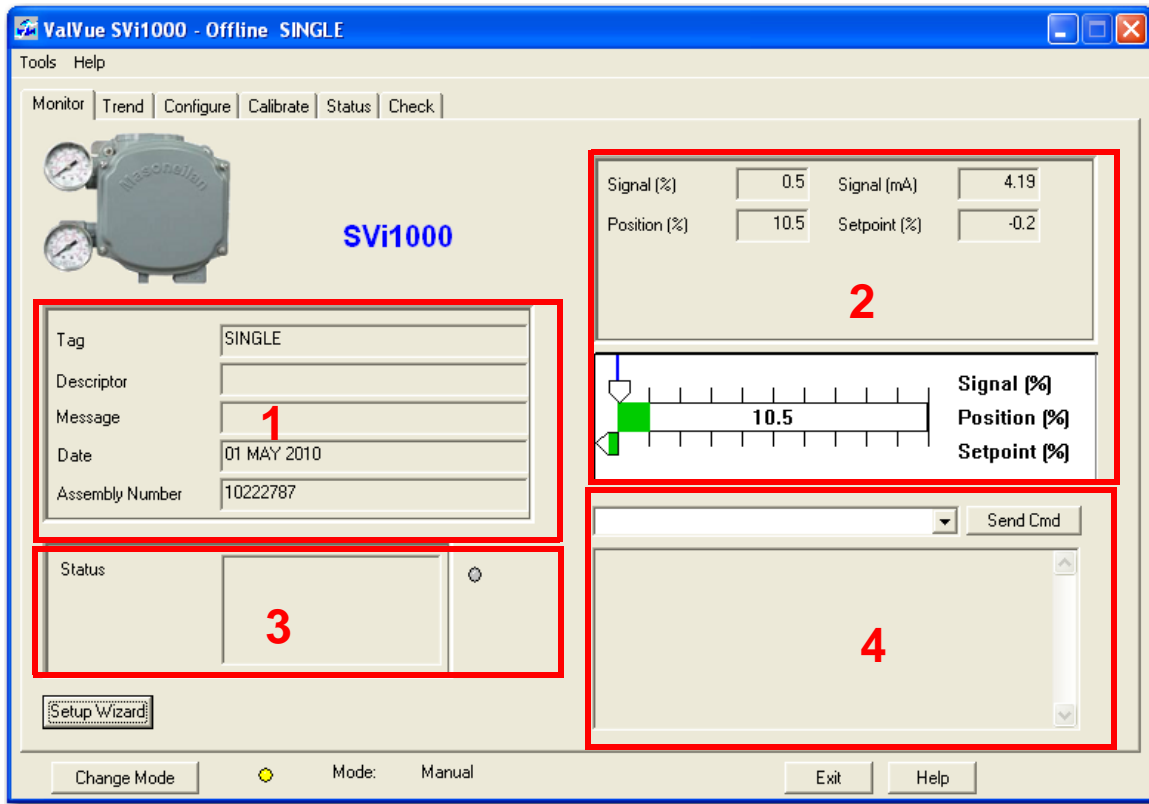 ValVue SVi1000 - Offline SINGLE
Tools Help
Monitor Trend Configure Calibrate Status Check
Masoneilan
SVi1000
Tag SINGLE
Descriptor
Message
Date 01 MAY 2010
Assembly Number 10222787
1
Signal (%) 0.5 Signal (mA) 4.19
Position (%) 10.5 Setpoint (%) -0.2
2
Signal (%)
10.5 Position (%)
Setpoint (%)
Status
3
Send Cmd
4
Setup Wizard
Change Mode Mode: Manual Exit Help